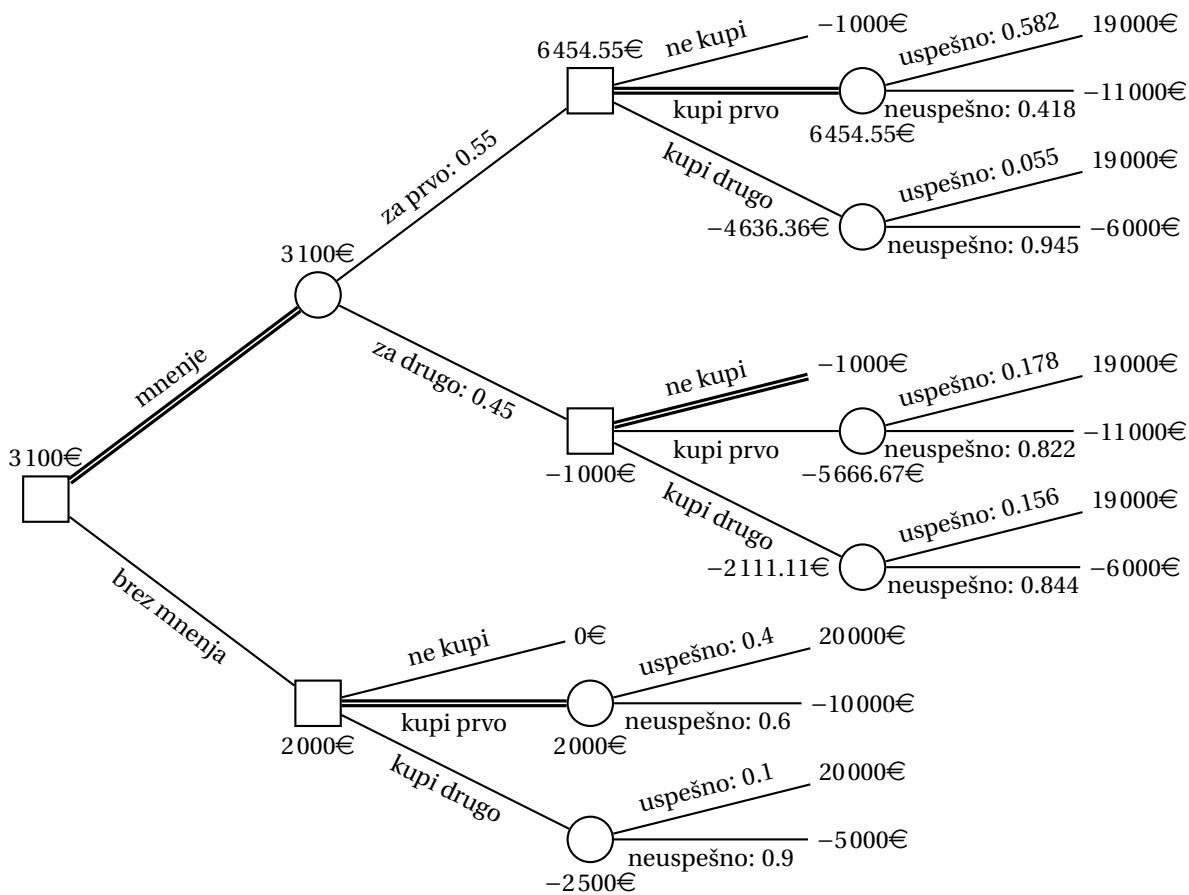 ne kupi
−1000€
uspešno: 0.582
19000€
6454.55€
kupi prvo
neuspešno: 0.418
−11000€
6454.55€
za prvo: 0.55
kupi drugo
uspešno: 0.055
19000€
−4636.36€
neuspešno: 0.945
−6000€
3100€
mnenje
za drugo: 0.45
ne kupi
−1000€
uspešno: 0.178
19000€
kupi prvo
neuspešno: 0.822
−11000€
−1000€
−5666.67€
3100€
kupi drugo
uspešno: 0.156
19000€
−2111.11€
neuspešno: 0.844
−6000€
brez mnenja
ne kupi
0€
uspešno: 0.4
20000€
kupi prvo
neuspešno: 0.6
−10000€
2000€
2000€
kupi drugo
uspešno: 0.1
20000€
neuspešno: 0.9
−5000€
−2500€